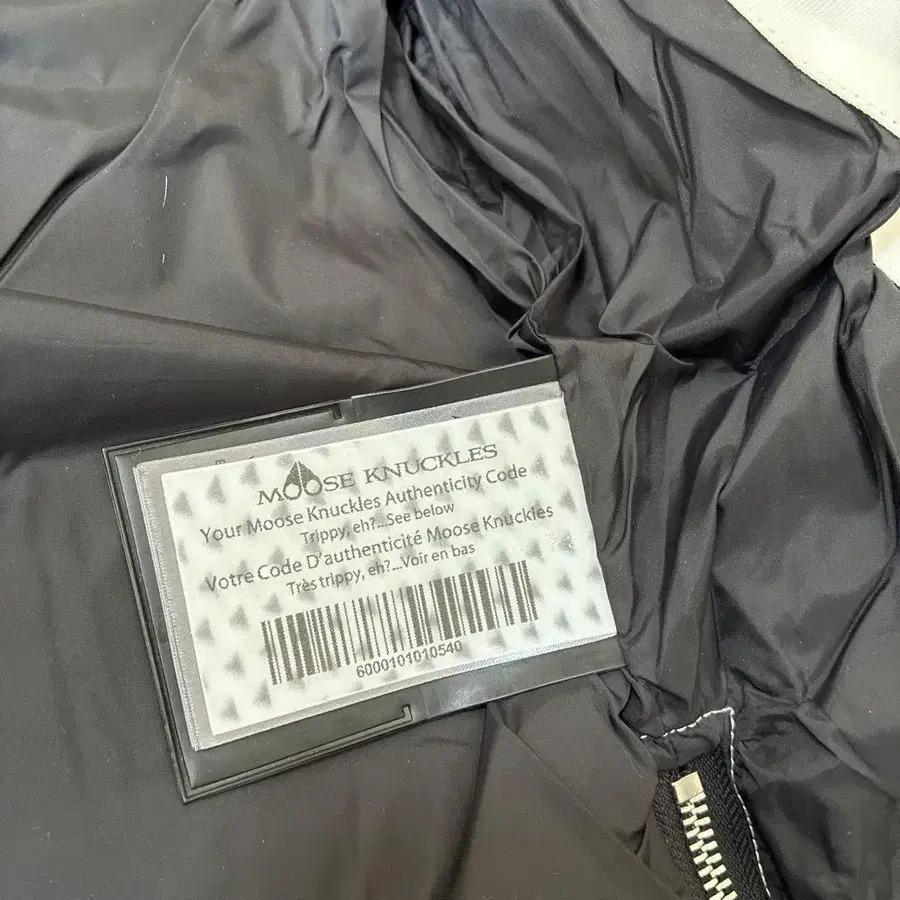 MOOSE KNUCKLES
Your Moose Knuckles Authenticity Code
Trippy, eh?...See below
Votre Code D'authenticité Moose Knuckles
Très trippy, eh?...Voir en bas
6000101010540